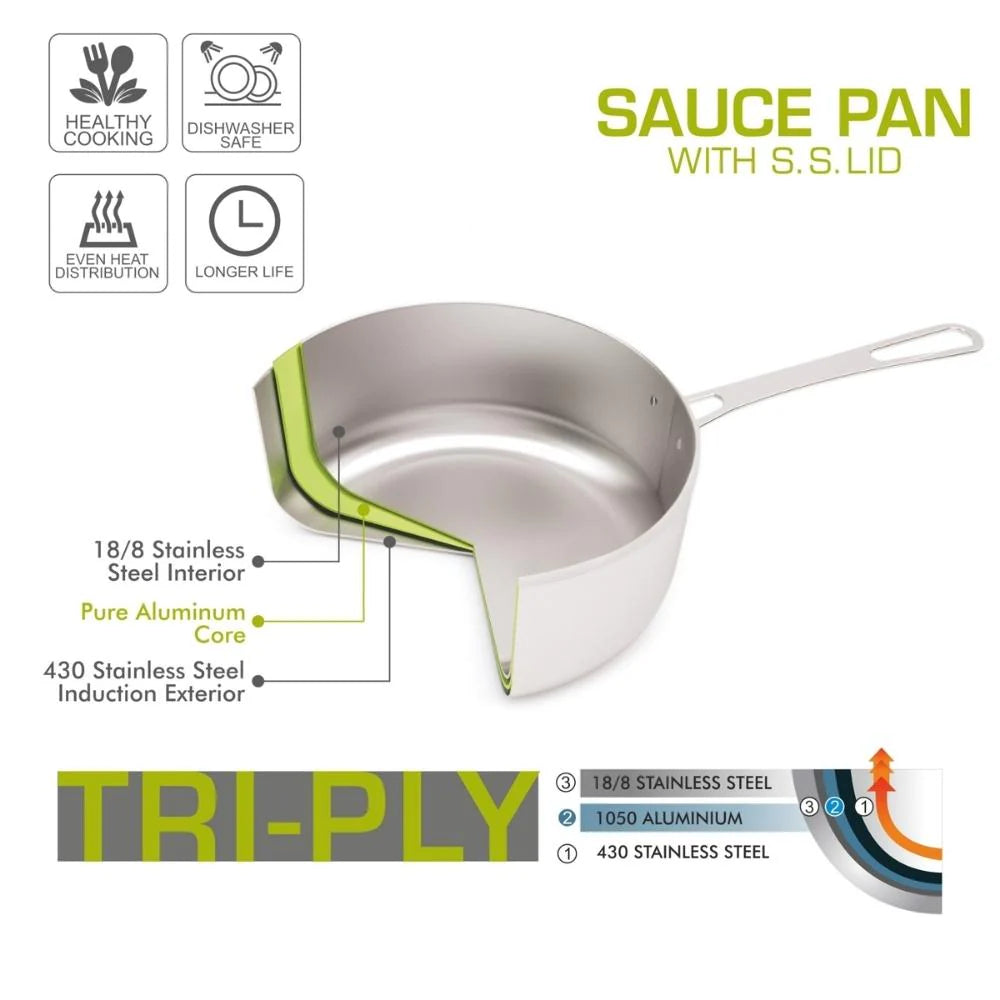 HEALTHY
COOKING
DISHWASHER
SAFE
SAUCE PAN
WITH S.S.LID
EVEN HEAT
DISTRIBUTION
LONGER LIFE
18/8 Stainless
Steel Interior
Pure Aluminum
Core
430 Stainless Steel
Induction Exterior
TRI-PLY
3 18/8 STAINLESS STEEL
2 1050 ALUMINIUM
1 430 STAINLESS STEEL
3 2 1